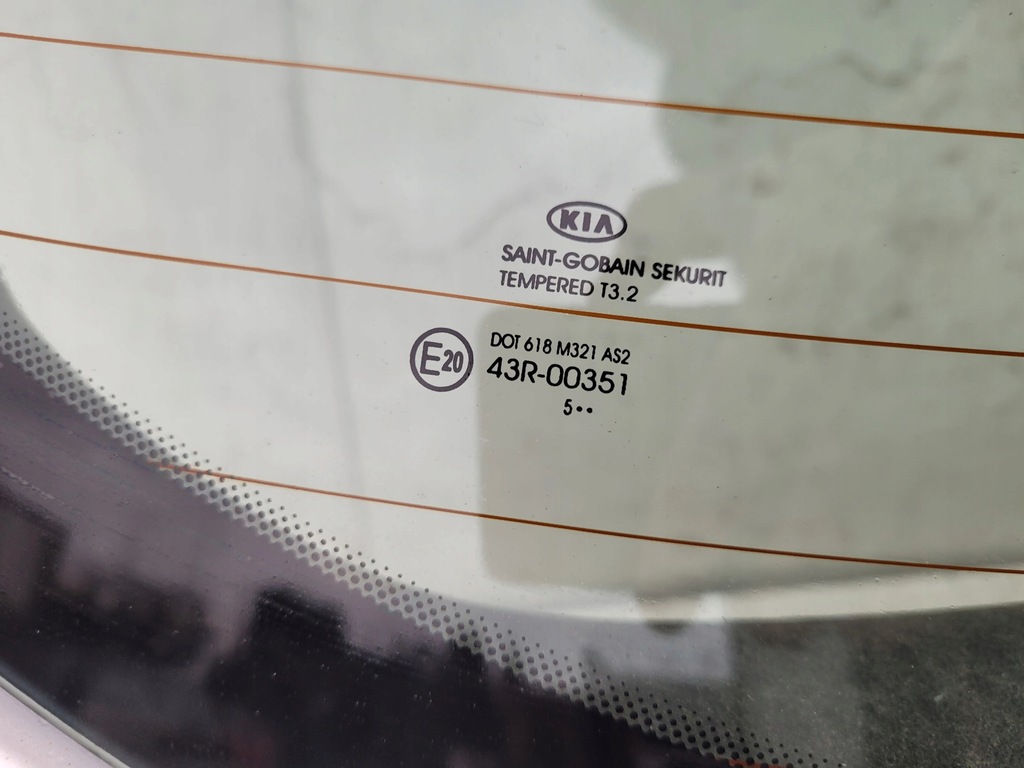 KIA
SAINT-GOBAIN SEKURIT
TEMPERED T3.2
E20
DOT 618 M321 AS2
43R-00351
5••